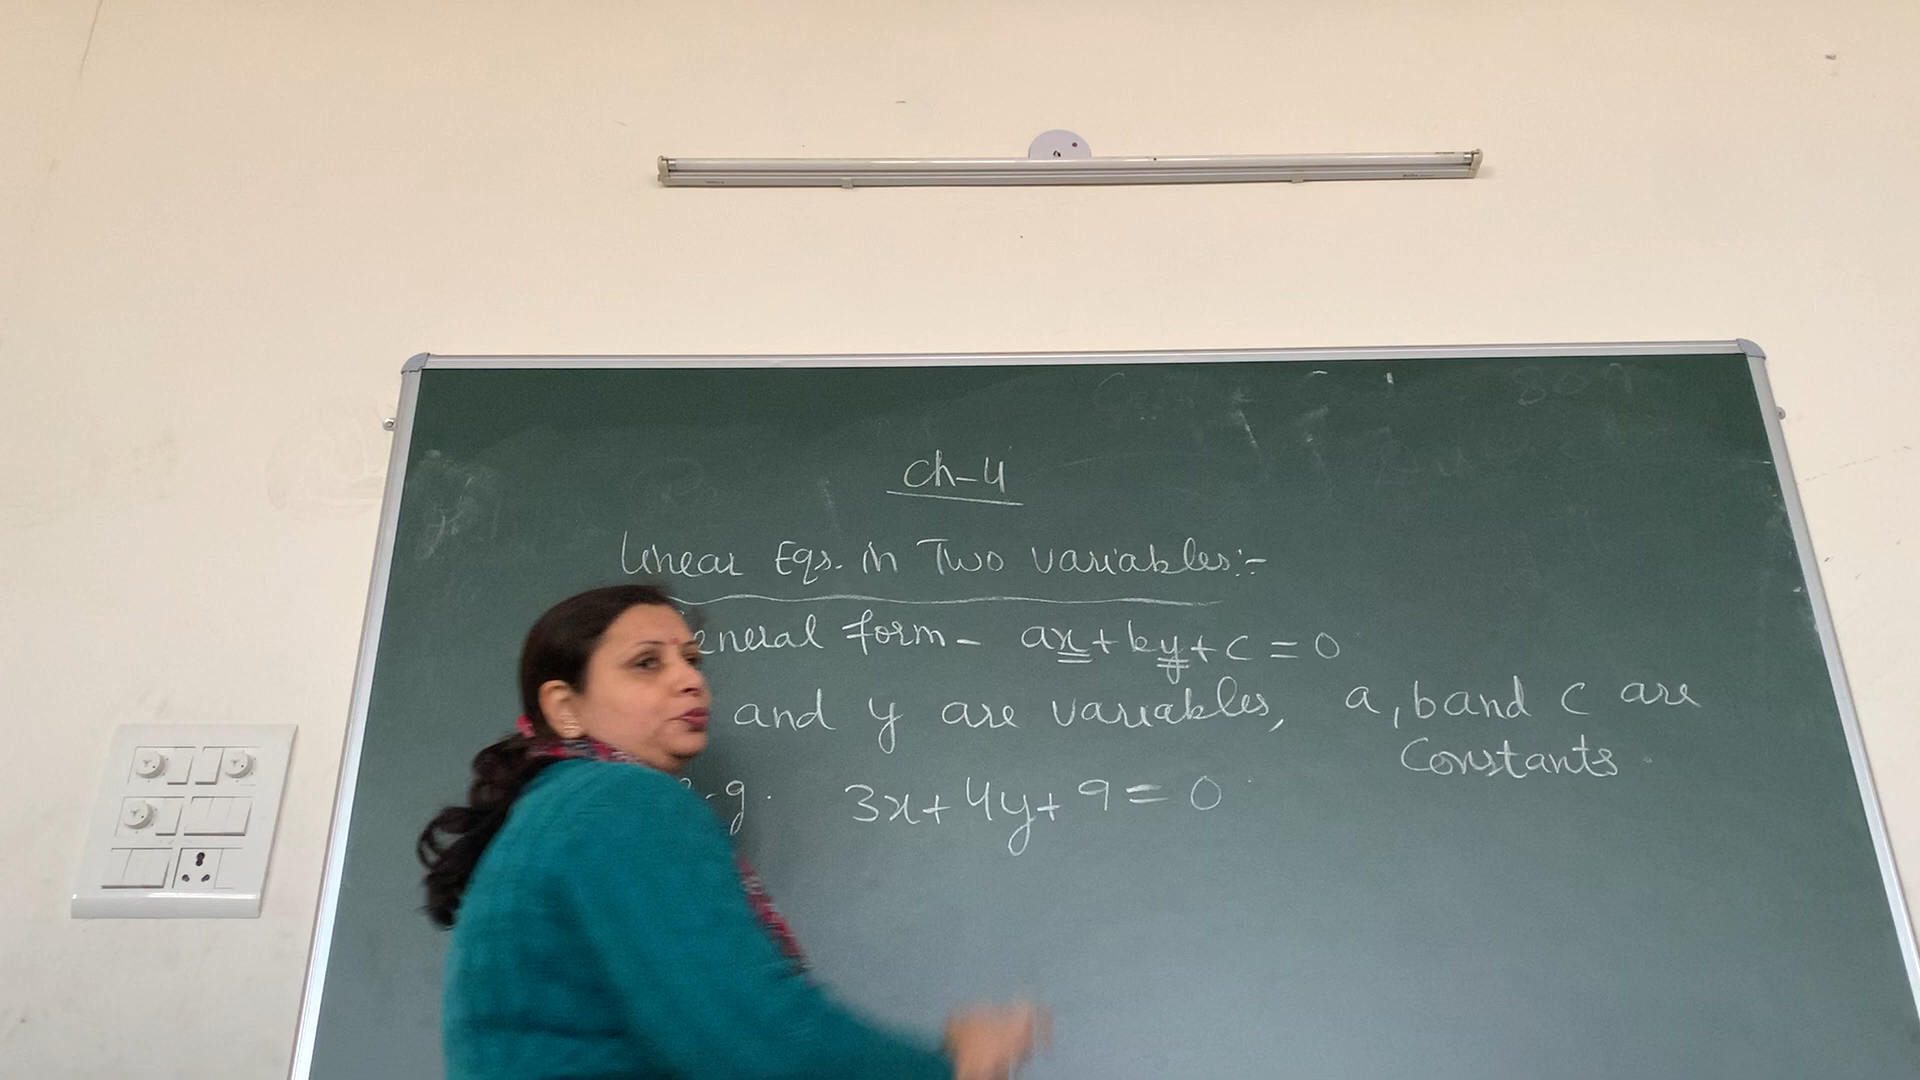 Ch-4
Linear Eqs. in Two variables:-
eneral form - ax + by + c = 0
and y are variables, a, b and c are
Constants.
e.g. 3x + 4y + 9 = 0